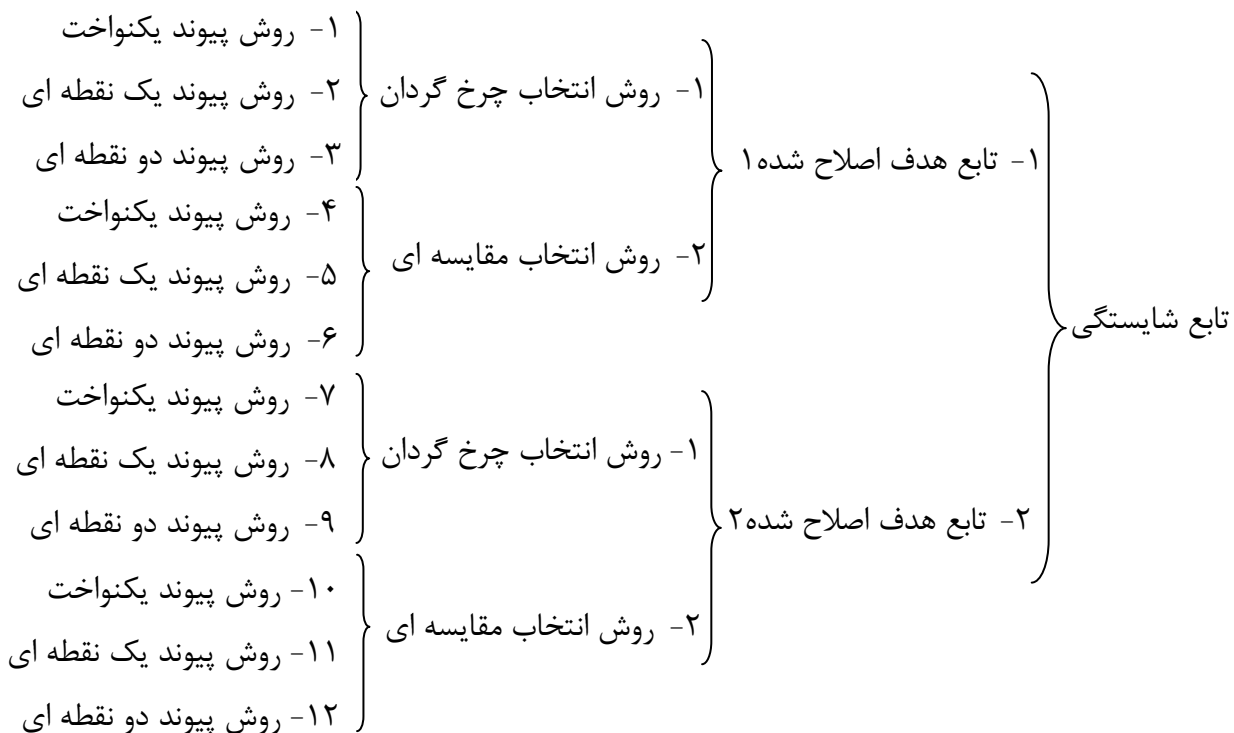 تابع شایستگی
۱- تابع هدف اصلاح شده۱
۱- روش انتخاب چرخ گردان
۱- روش پیوند یکنواخت
۲- روش پیوند یک نقطه ای
۳- روش پیوند دو نقطه ای
۲- روش انتخاب مقایسه ای
۴- روش پیوند یکنواخت
۵- روش پیوند یک نقطه ای
۶- روش پیوند دو نقطه ای
۲- تابع هدف اصلاح شده۲
۱- روش انتخاب چرخ گردان
۷- روش پیوند یکنواخت
۸- روش پیوند یک نقطه ای
۹- روش پیوند دو نقطه ای
۲- روش انتخاب مقایسه ای
۱۰- روش پیوند یکنواخت
۱۱- روش پیوند یک نقطه ای
۱۲- روش پیوند دو نقطه ای